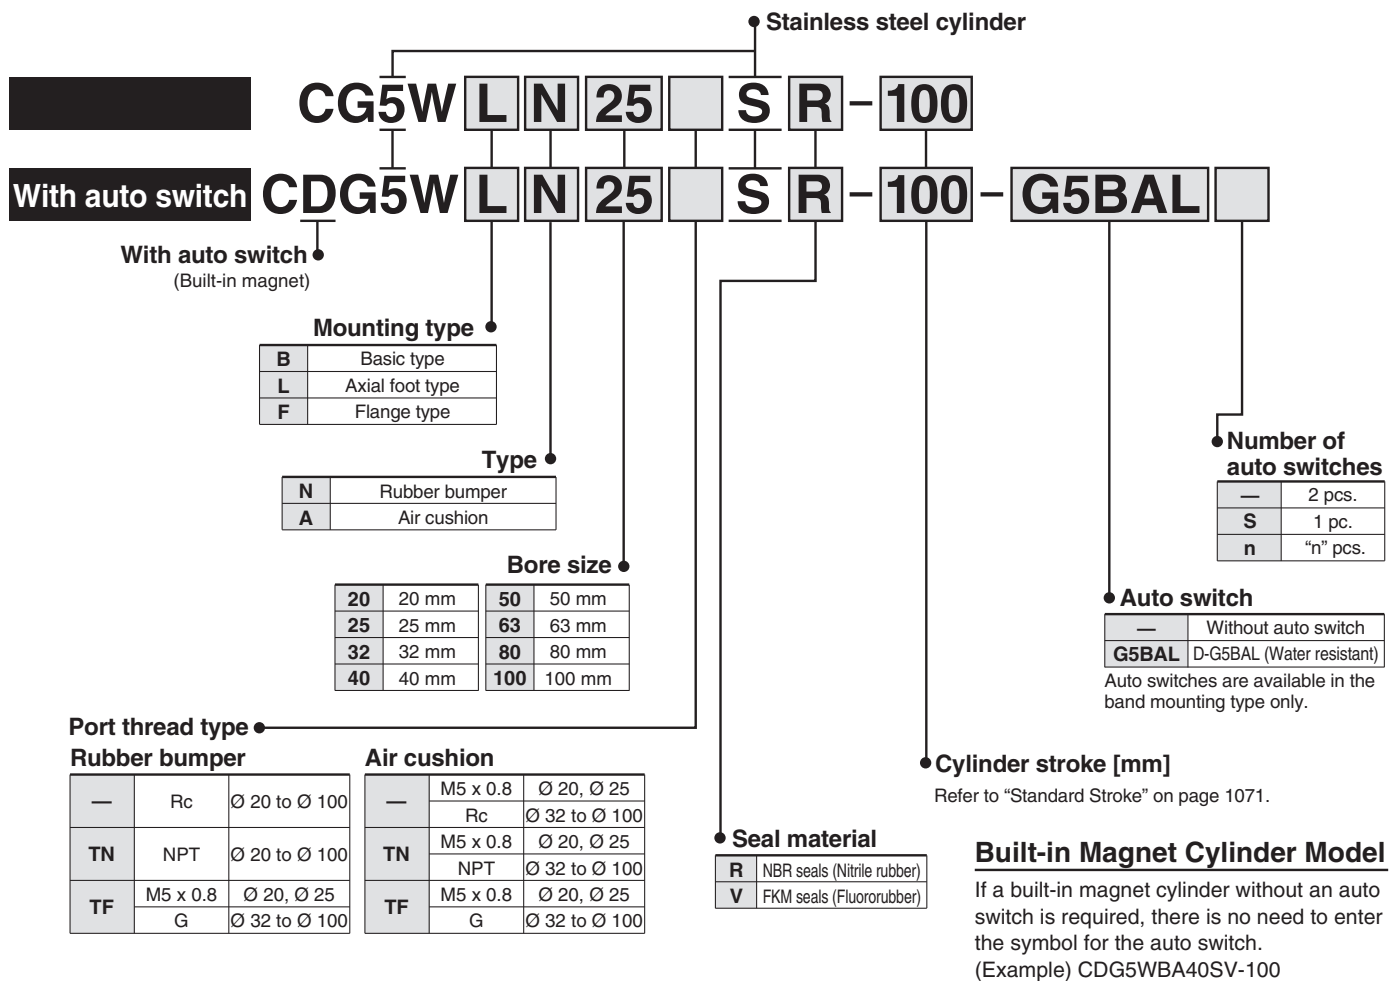 Stainless steel cylinder
CG5W L N 25 S R – 100
With auto switch CDG5W L N 25 S R – 100 – G5BAL
With auto switch
(Built-in magnet)
Mounting type
B Basic type
L Axial foot type
F Flange type
Type
N Rubber bumper
A Air cushion
Bore size
20 20 mm 50 50 mm
25 25 mm 63 63 mm
32 32 mm 80 80 mm
40 40 mm 100 100 mm
Port thread type
Rubber bumper
— Rc Ø 20 to Ø 100
TN NPT Ø 20 to Ø 100
TF M5 x 0.8 Ø 20, Ø 25
G Ø 32 to Ø 100
Air cushion
— M5 x 0.8 Ø 20, Ø 25
Rc Ø 32 to Ø 100
TN M5 x 0.8 Ø 20, Ø 25
NPT Ø 32 to Ø 100
TF M5 x 0.8 Ø 20, Ø 25
G Ø 32 to Ø 100
Seal material
R NBR seals (Nitrile rubber)
V FKM seals (Fluororubber)
Cylinder stroke [mm]
Refer to “Standard Stroke” on page 1071.
Number of
auto switches
— 2 pcs.
S 1 pc.
n “n” pcs.
Auto switch
— Without auto switch
G5BAL D-G5BAL (Water resistant)
Auto switches are available in the
band mounting type only.
Built-in Magnet Cylinder Model
If a built-in magnet cylinder without an auto
switch is required, there is no need to enter
the symbol for the auto switch.
(Example) CDG5WBA40SV-100